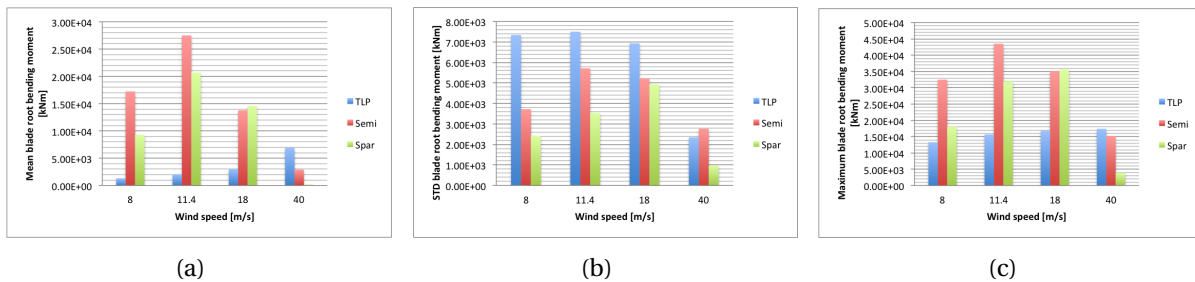 Mean blade root bending moment
[kNm]
3.00E+04
2.50E+04
2.00E+04
1.50E+04
1.00E+04
5.00E+03
0.00E+00
8 11.4 18 40
Wind speed [m/s]
TLP
Semi
Spar
(a)
STD blade root bending moment [kNm]
8.00E+03
7.00E+03
6.00E+03
5.00E+03
4.00E+03
3.00E+03
2.00E+03
1.00E+03
0.00E+00
8 11.4 18 40
Wind speed [m/s]
TLP
Semi
Spar
(b)
Maximum blade root bending moment
[kNm]
5.00E+04
4.50E+04
4.00E+04
3.50E+04
3.00E+04
2.50E+04
2.00E+04
1.50E+04
1.00E+04
5.00E+03
0.00E+00
8 11.4 18 40
Wind speed [m/s]
TLP
Semi
Spar
(c)